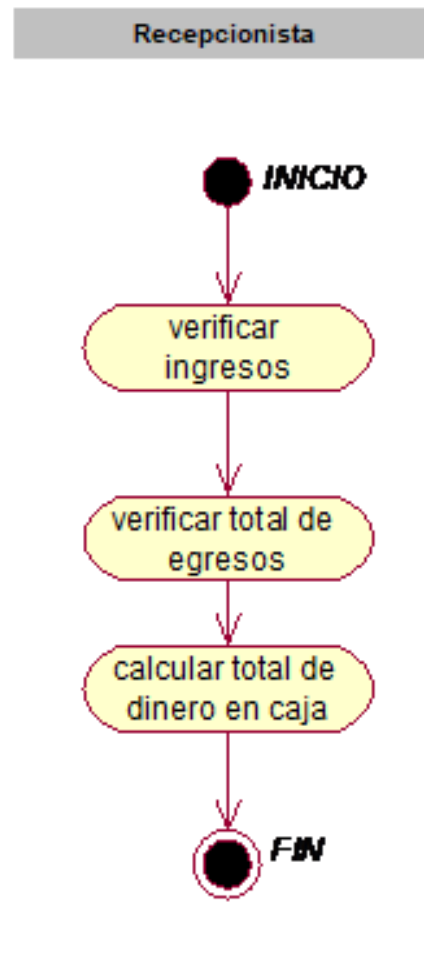 Recepcionista
INICIO
verificar
ingresos
verificar total de
egresos
calcular total de
dinero en caja
FIN